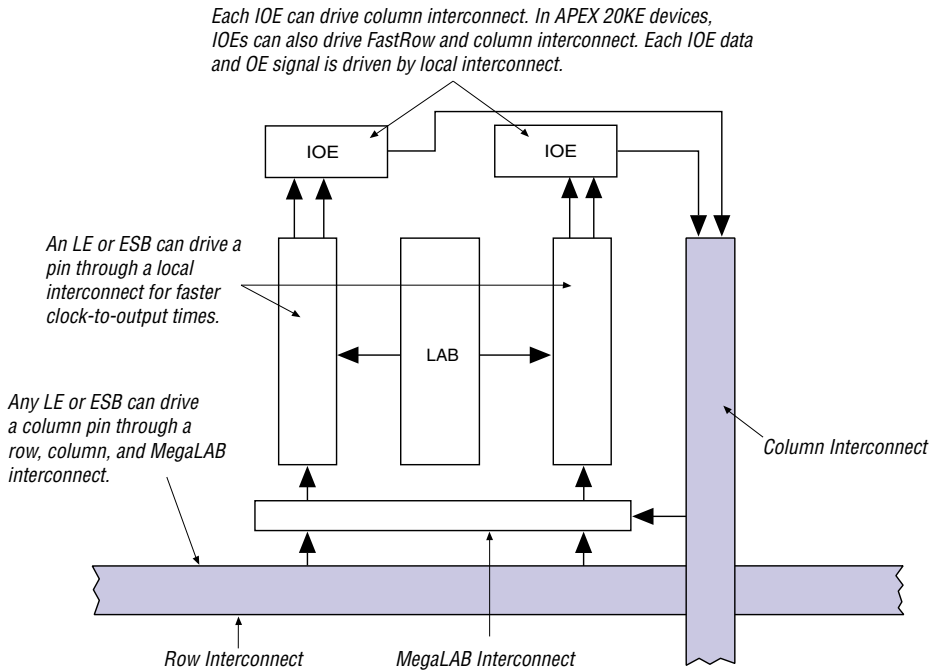 Each IOE can drive column interconnect. In APEX 20KE devices,
IOEs can also drive FastRow and column interconnect. Each IOE data
and OE signal is driven by local interconnect.
IOE
IOE
An LE or ESB can drive a
pin through a local
interconnect for faster
clock-to-output times.
LAB
Any LE or ESB can drive
a column pin through a
row, column, and MegaLAB
interconnect.
Column Interconnect
Row Interconnect
MegaLAB Interconnect